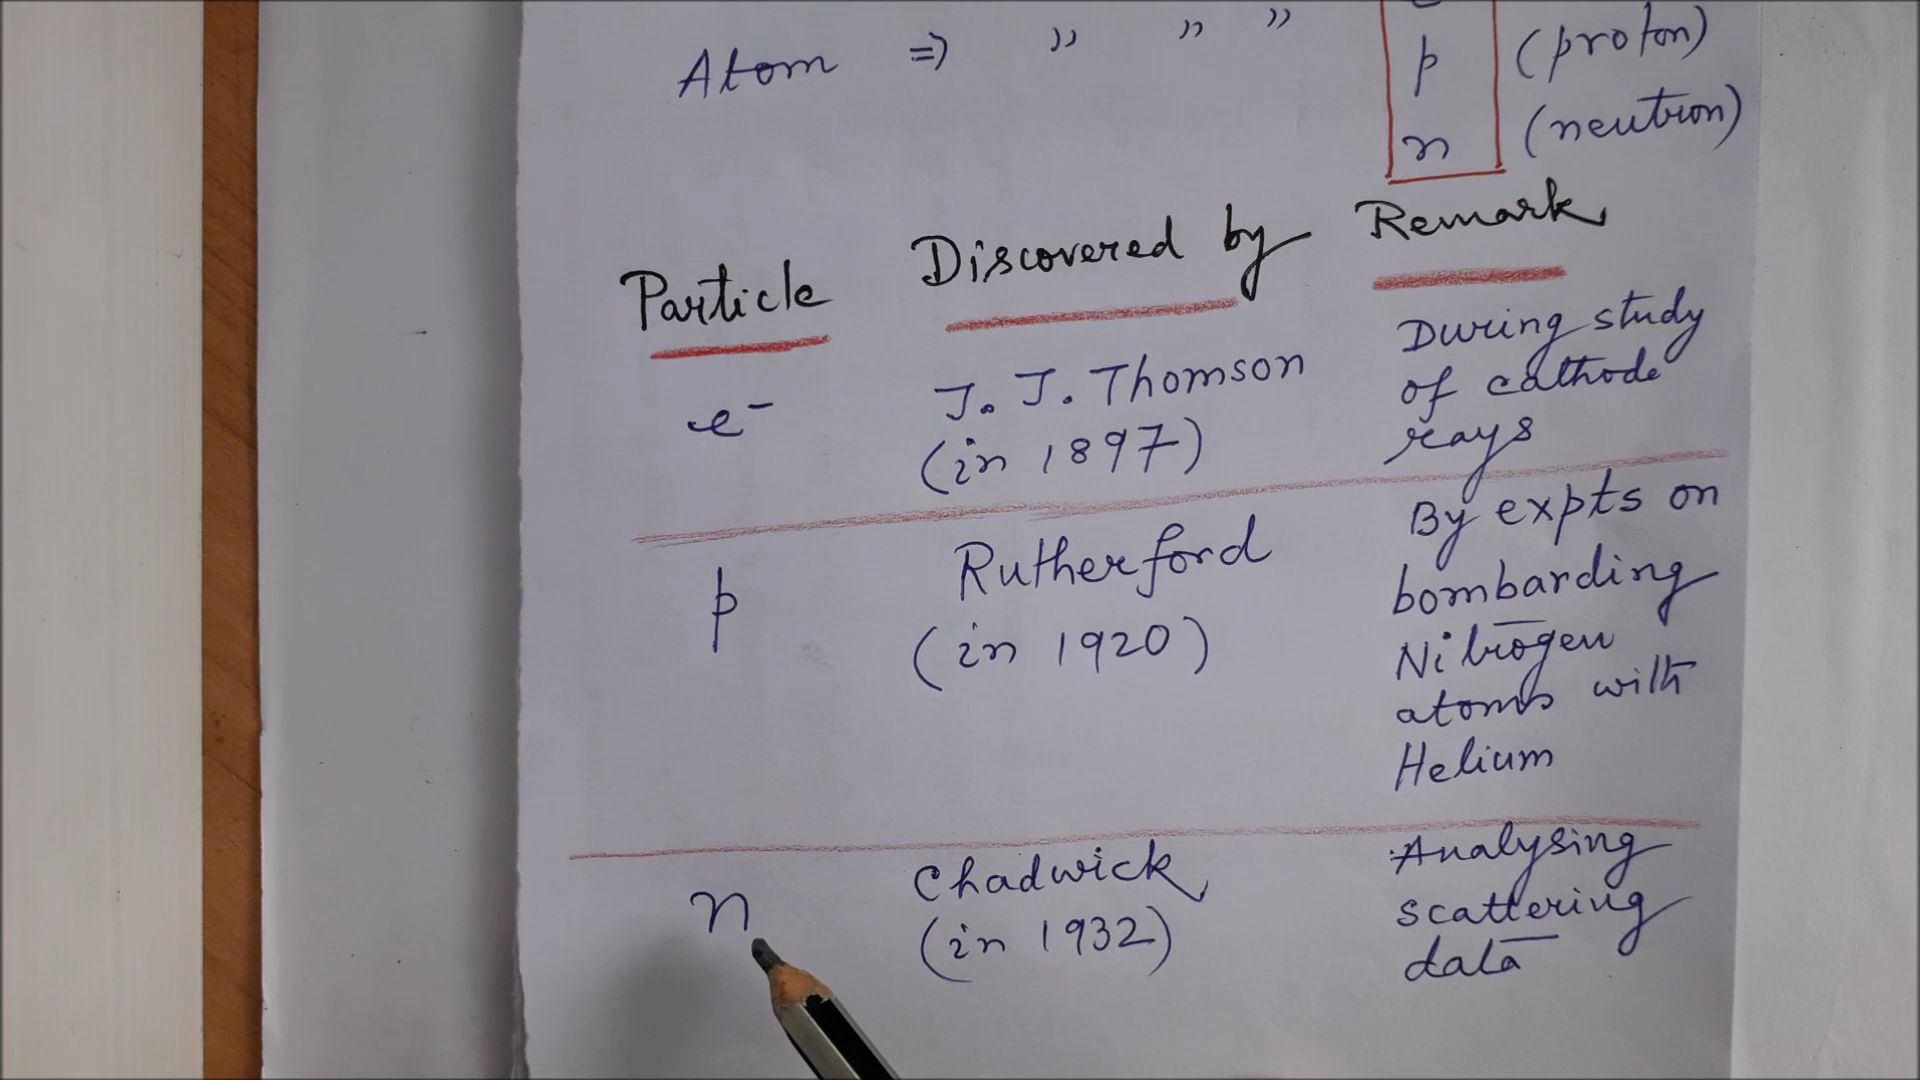 Atom ⇒ " " "
p (proton)
n (neutron)
Particle Discovered by Remark
e⁻ J. J. Thomson (in 1897) During study of cathode rays
p Rutherford (in 1920) By expts on bombarding Nitrogen atoms with Helium
n Chadwick (in 1932) Analysing scattering data